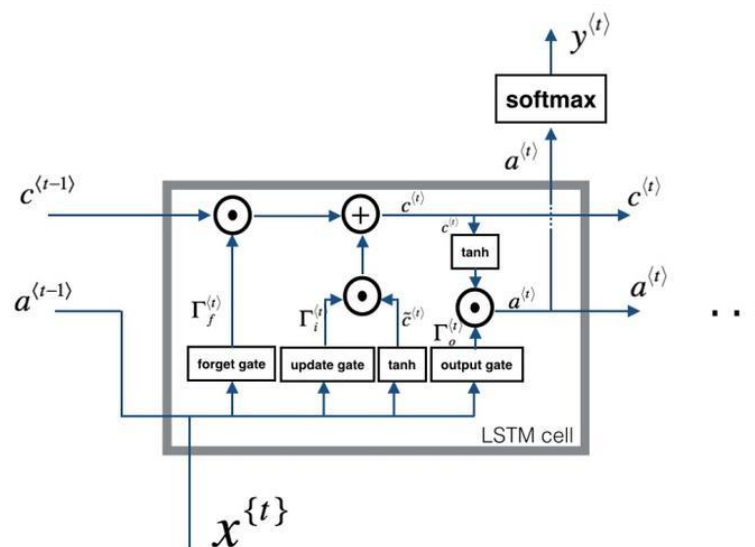 y⟨t⟩
softmax
a⟨t⟩
c⟨t−1⟩
c⟨t⟩
c⟨t⟩
c⟨t⟩
tanh
a⟨t−1⟩
Γf⟨t⟩
Γi⟨t⟩
c̃⟨t⟩
Γo⟨t⟩
a⟨t⟩
a⟨t⟩
..
forget gate
update gate
tanh
output gate
LSTM cell
x{t}